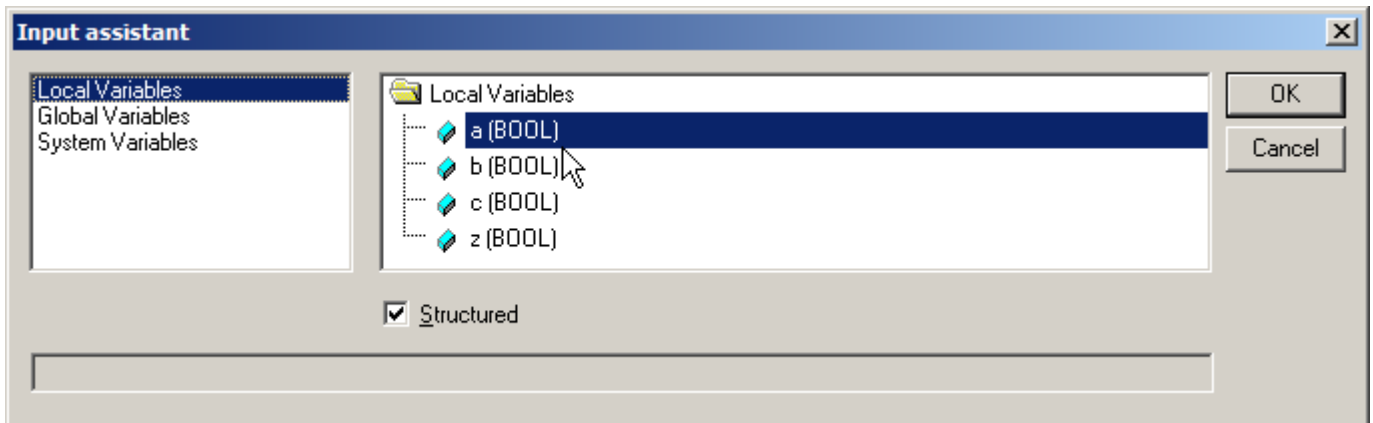 Input assistant
Local Variables
Global Variables
System Variables
Local Variables
a (BOOL)
b (BOOL)
c (BOOL)
z (BOOL)
OK
Cancel
Structured